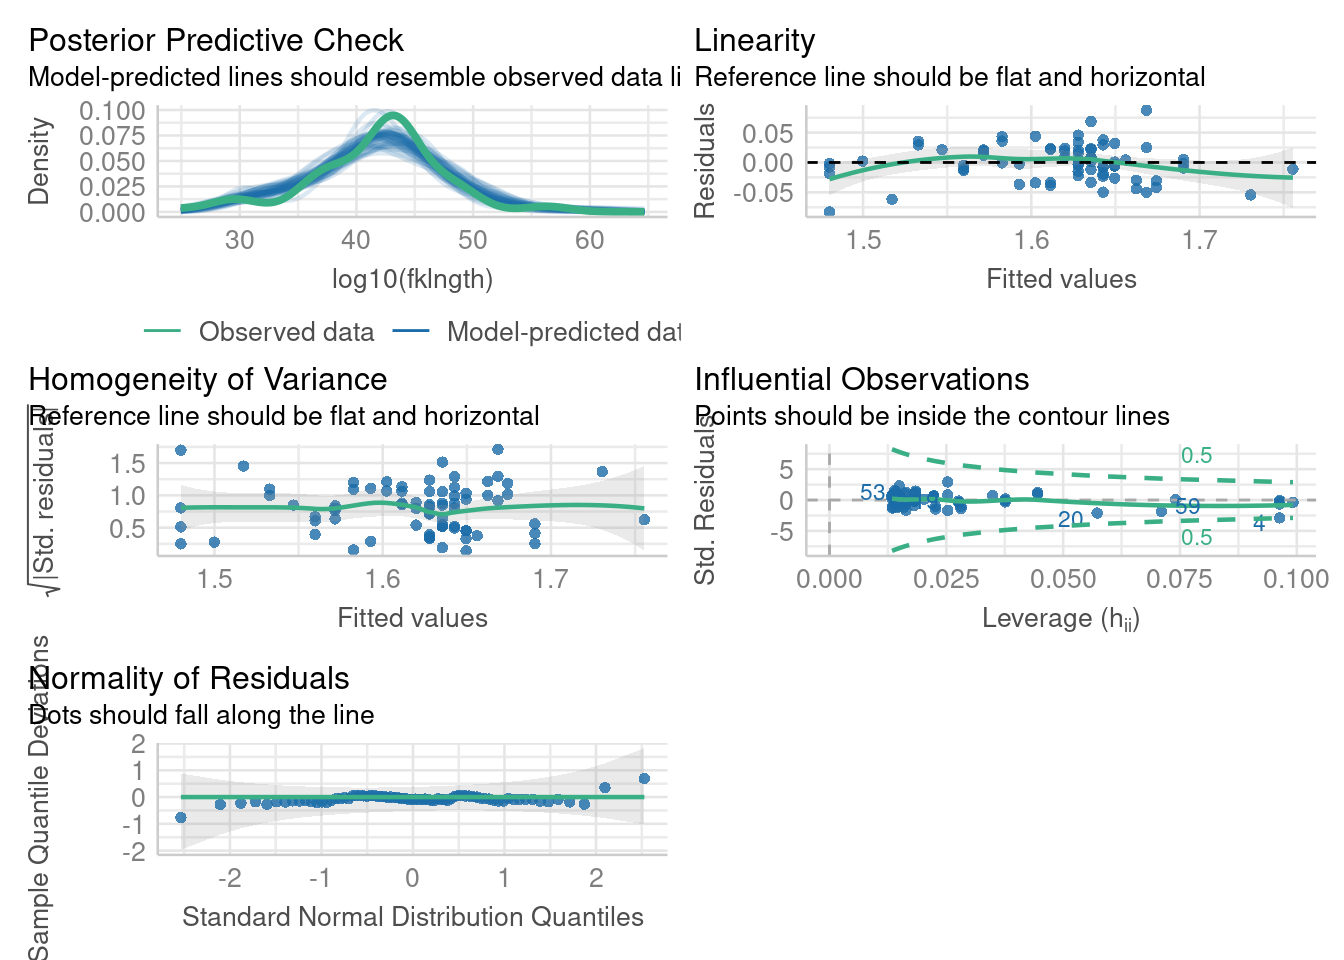 Posterior Predictive Check
Model-predicted lines should resemble observed data li
Density
0.100
0.075
0.050
0.025
0.000
30 40 50 60
log10(fklngth)
Observed data Model-predicted dat
Linearity
Reference line should be flat and horizontal
Residuals
0.05
0.00
-0.05
1.5 1.6 1.7
Fitted values
Homogeneity of Variance
Reference line should be flat and horizontal
√|Std. residuals|
1.5
1.0
0.5
1.5 1.6 1.7
Fitted values
Influential Observations
Points should be inside the contour lines
Std. Residuals
5
0
-5
0.5
53
59
20
4
0.5
0.000 0.025 0.050 0.075 0.100
Leverage (hii)
Normality of Residuals
Dots should fall along the line
Sample Quantile Deviations
2
1
0
-1
-2
-2 -1 0 1 2
Standard Normal Distribution Quantiles